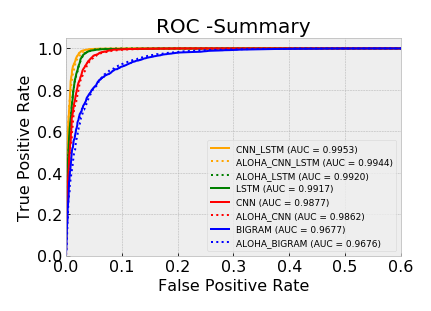 ROC -Summary
True Positive Rate
1.0
0.8
0.6
0.4
0.2
0.0
CNN_LSTM (AUC = 0.9953)
ALOHA_CNN_LSTM (AUC = 0.9944)
ALOHA_LSTM (AUC = 0.9920)
LSTM (AUC = 0.9917)
CNN (AUC = 0.9877)
ALOHA_CNN (AUC = 0.9862)
BIGRAM (AUC = 0.9677)
ALOHA_BIGRAM (AUC = 0.9676)
0.0 0.1 0.2 0.3 0.4 0.5 0.6
False Positive Rate